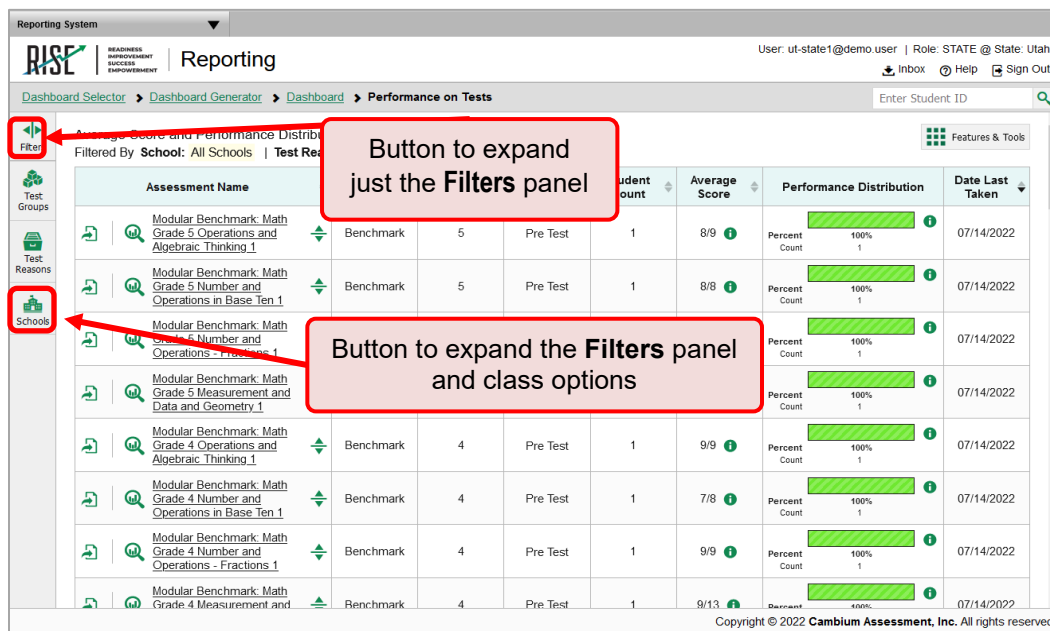 Reporting System
RISE
READINESS
IMPROVEMENT
SUCCESS
EMPOWERMENT
Reporting
User: ut-state1@demo.user | Role: STATE @ State: Utah
Inbox Help Sign Out
Dashboard Selector > Dashboard Generator > Dashboard > Performance on Tests
Enter Student ID
Filter
Test
Groups
Test
Reasons
Schools
Average Score and Performance Distribu
Filtered By School: All Schools | Test Rea
Features & Tools
Button to expand
just the Filters panel
Assessment Name
Average
Score
Performance Distribution
Date Last
Taken
Modular Benchmark: Math
Grade 5 Operations and
Algebraic Thinking 1
Benchmark 5 Pre Test 1 8/9
Percent 100%
Count 1
07/14/2022
Modular Benchmark: Math
Grade 5 Number and
Operations in Base Ten 1
Benchmark 5 Pre Test 1 8/8
Percent 100%
Count 1
07/14/2022
Modular Benchmark: Math
Grade 5 Number and
Operations - Fractions 1
Percent 100%
Count 1
07/14/2022
Button to expand the Filters panel
and class options
Modular Benchmark: Math
Grade 5 Measurement and
Data and Geometry 1
Percent 100%
Count 1
07/14/2022
Modular Benchmark: Math
Grade 4 Operations and
Algebraic Thinking 1
Benchmark 4 Pre Test 1 9/9
Percent 100%
Count 1
07/14/2022
Modular Benchmark: Math
Grade 4 Number and
Operations in Base Ten 1
Benchmark 4 Pre Test 1 7/8
Percent 100%
Count 1
07/14/2022
Modular Benchmark: Math
Grade 4 Number and
Operations - Fractions 1
Benchmark 4 Pre Test 1 9/9
Percent 100%
Count 1
07/14/2022
Modular Benchmark: Math
Grade 4 Measurement and
Benchmark 4 Pre Test 1 9/13
Percent 100%
07/14/2022
Copyright © 2022 Cambium Assessment, Inc. All rights reserved